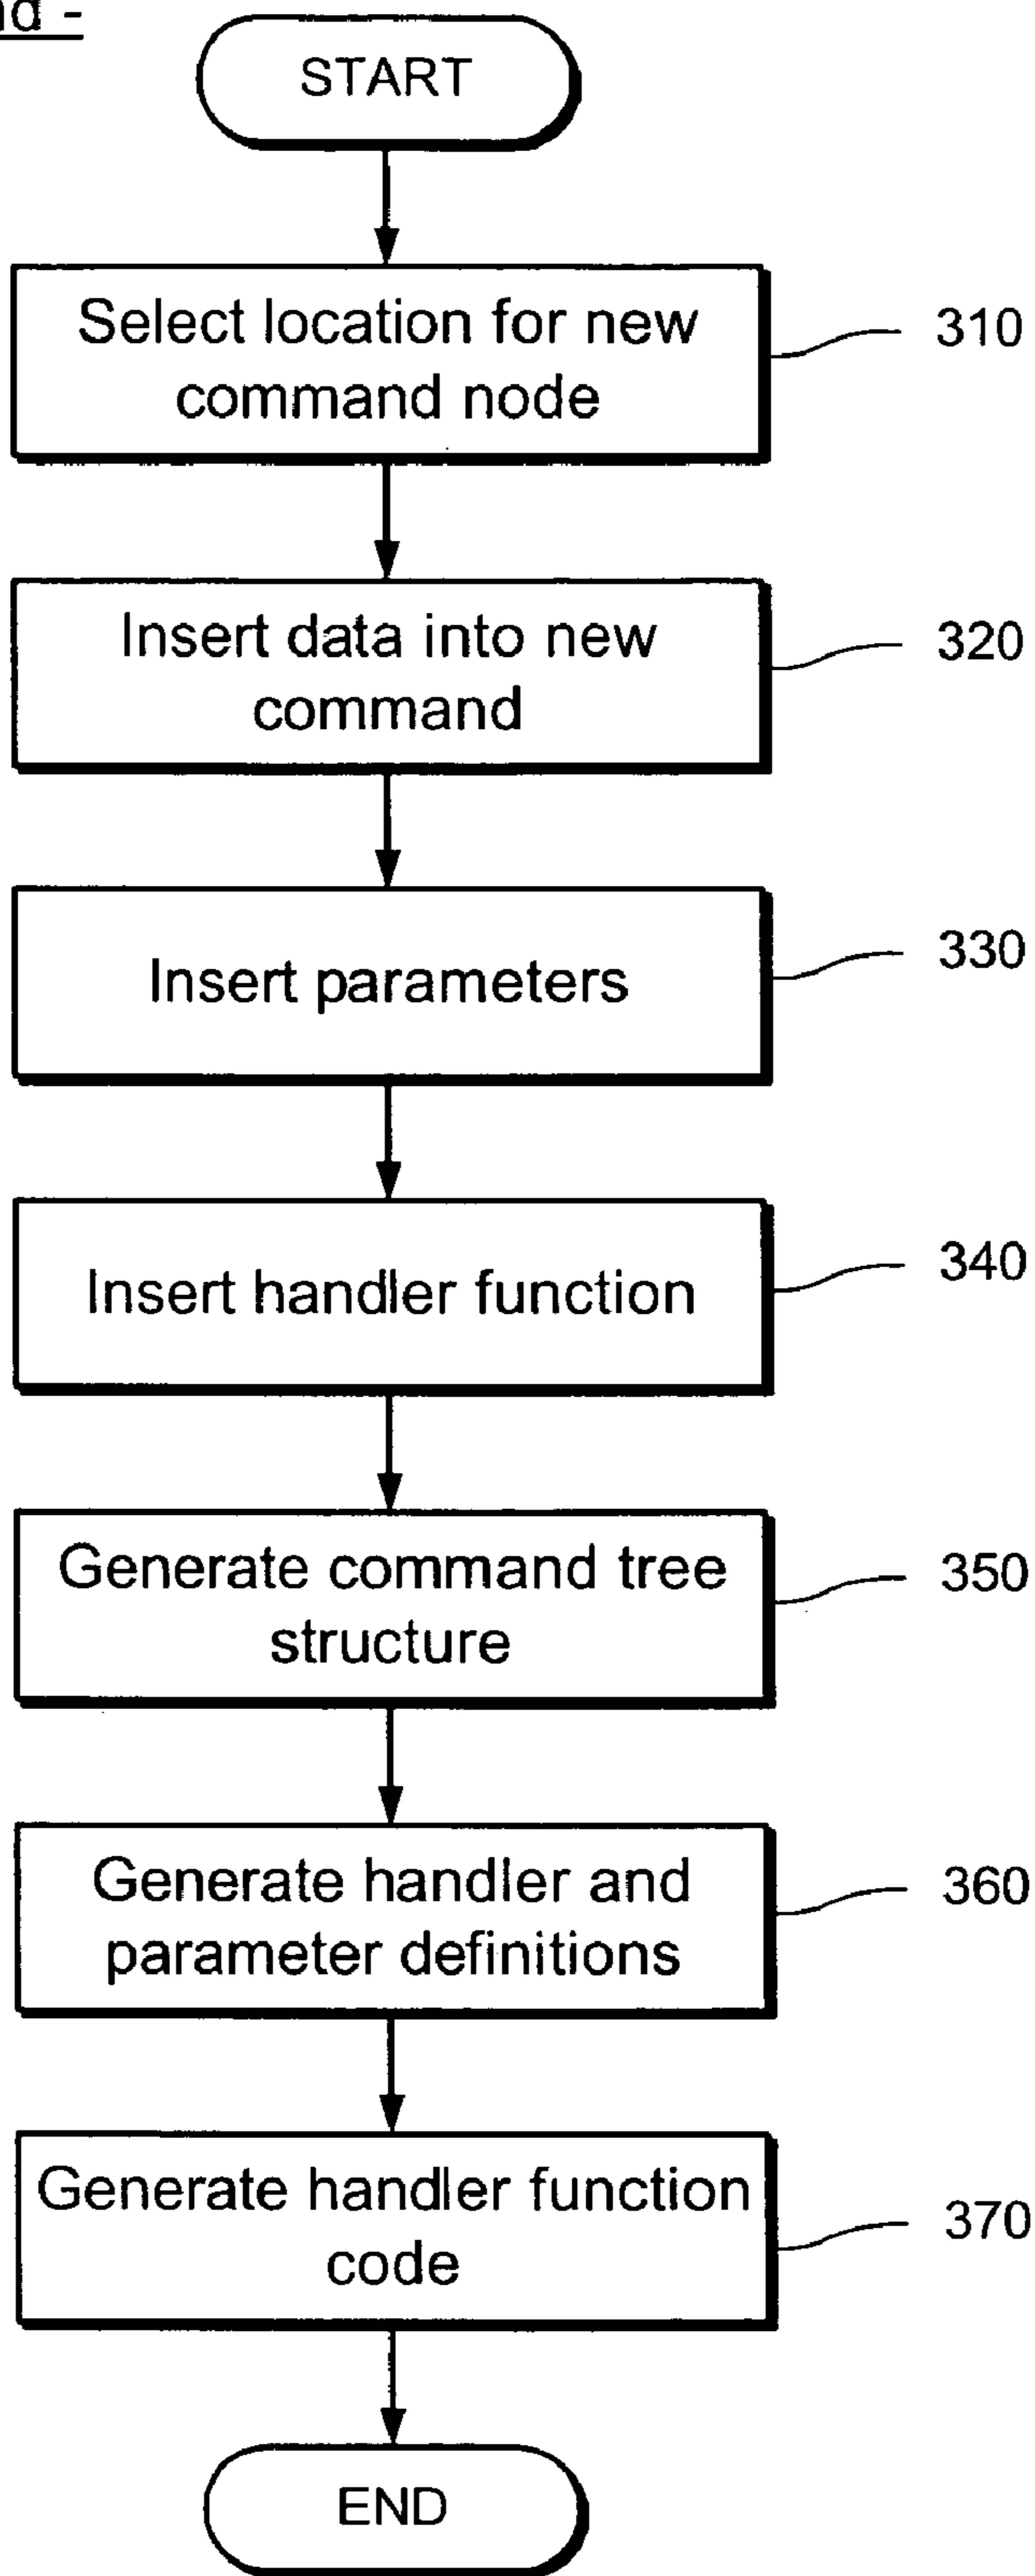 START
Select location for new
command node
310
Insert data into new
command
320
Insert parameters
330
Insert handler function
340
Generate command tree
structure
350
Generate handler and
parameter definitions
360
Generate handler function
code
370
END